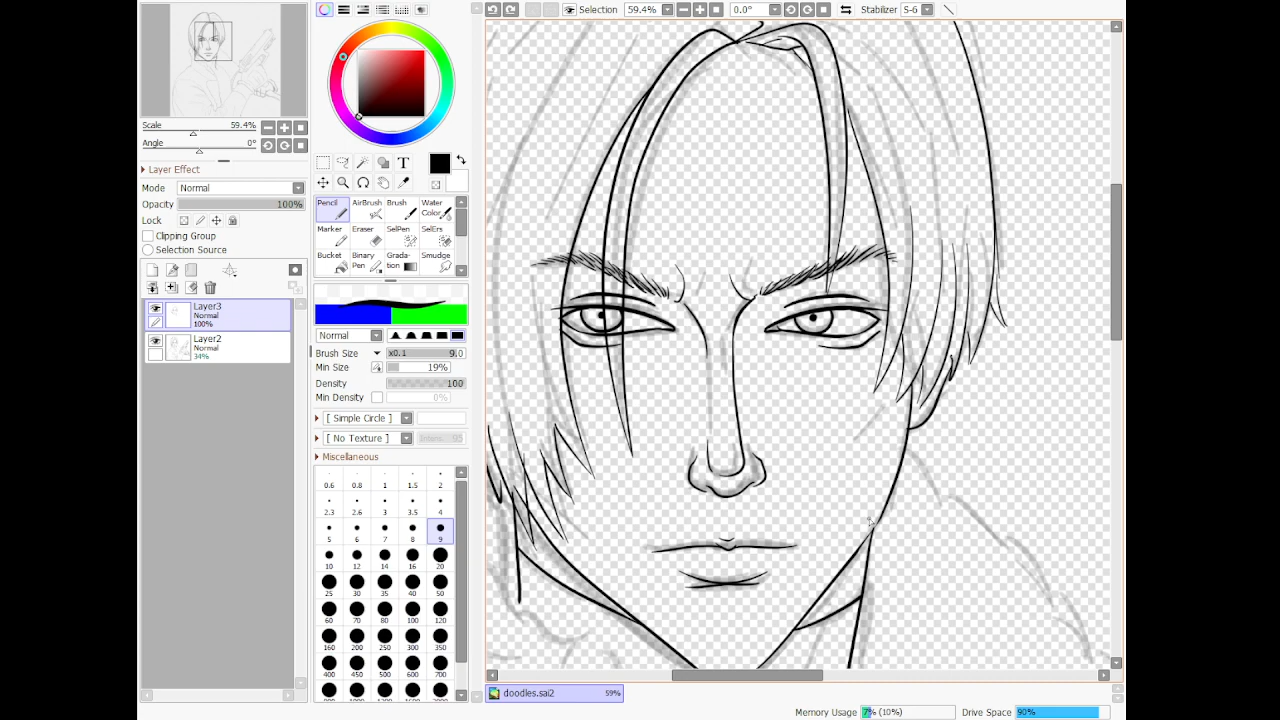 Selection 59.4% 0.0° Stabilizer S-6
Scale 59.4%
Angle 0°
Layer Effect
Mode Normal
Opacity 100%
Lock
Clipping Group
Selection Source
Layer3
Normal
100%
Layer2
Normal
34%
T
Pencil AirBrush Brush Water Color
Marker Eraser SelPen SelErs
Bucket Binary Pen Grada-tion Smudge
Normal
Brush Size x0.1 9.0
Min Size 19%
Density 100
Min Density 0%
[ Simple Circle ]
[ No Texture ] 95
Miscellaneous
0.6 0.8 1 1.5 2
2.3 2.6 3 3.5 4
5 6 7 8 9
10 12 14 16 20
25 30 35 40 50
60 70 80 100 120
160 200 250 300 350
400 450 500 600 700
doodles.sai2 59%
Memory Usage 7% (10%) Drive Space 90%